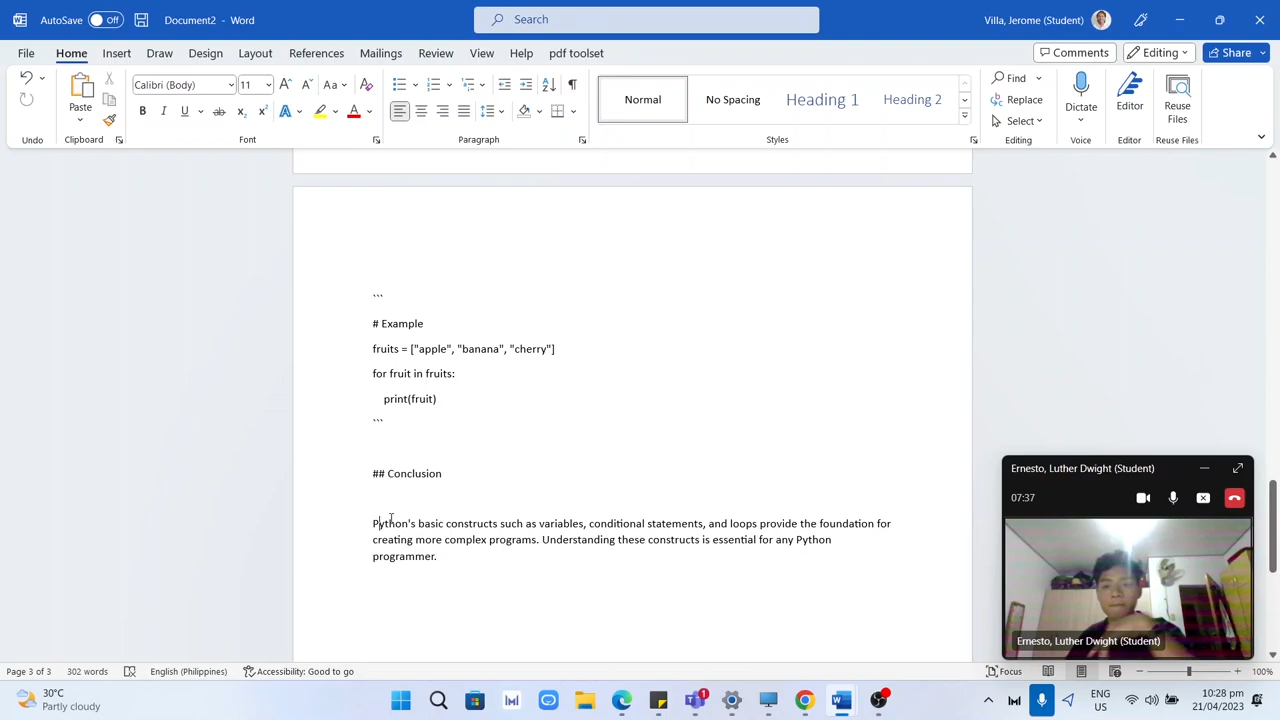 AutoSave Off Document2 - Word Search Villa, Jerome (Student)
File Home Insert Draw Design Layout References Mailings Review View Help pdf toolset Comments Editing Share
Calibri (Body) 11 Aa Normal No Spacing Heading 1 Heading 2 Find
Paste Replace Dictate Editor Reuse Files
Select
Undo Clipboard Font Paragraph Styles Editing Voice Editor Reuse Files
```
# Example
fruits = ["apple", "banana", "cherry"]
for fruit in fruits:
print(fruit)
```
## Conclusion
Python's basic constructs such as variables, conditional statements, and loops provide the foundation for
creating more complex programs. Understanding these constructs is essential for any Python
programmer.
Ernesto, Luther Dwight (Student)
07:37
Ernesto, Luther Dwight (Student)
Page 3 of 3 302 words English (Philippines) Accessibility: Good to go Focus 100%
30°C
Partly cloudy
1
ENG
US
10:28 pm
21/04/2023